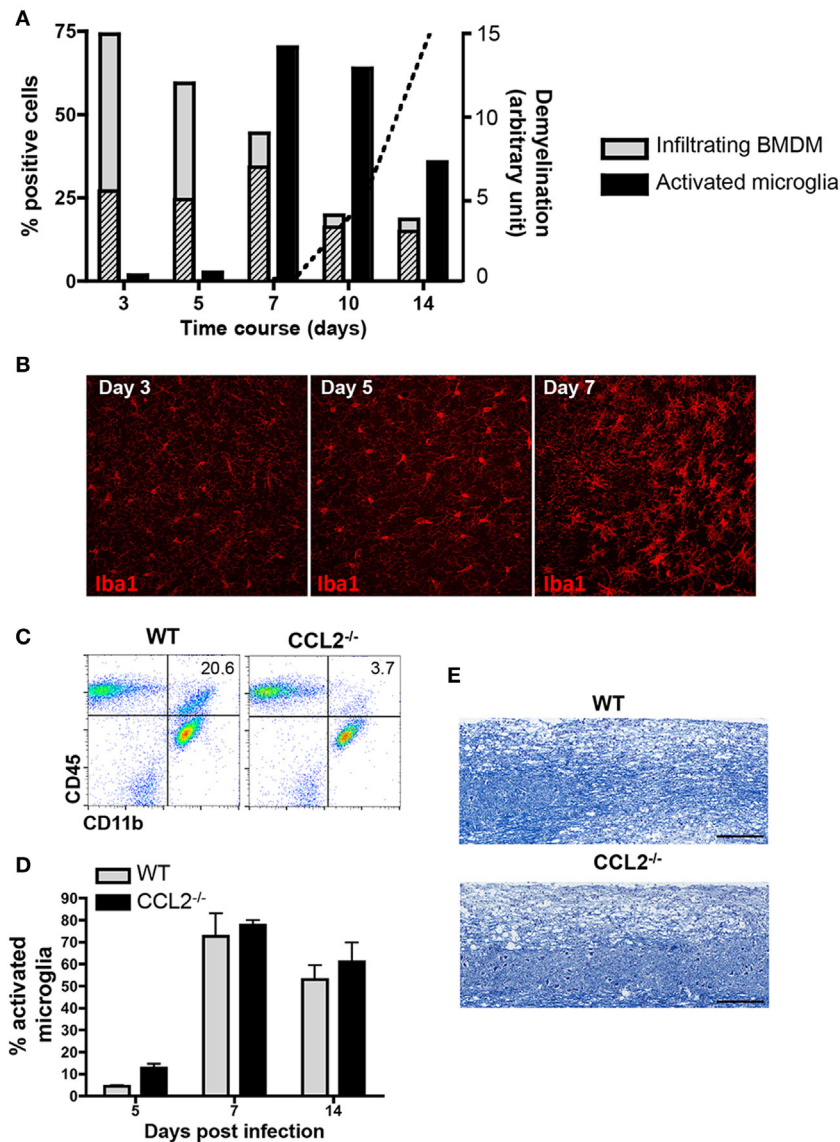 A
75
50
25
0
% positive cells
3 5 7 10 14
Time course (days)
15
10
5
0
Demyelination
(arbitrary unit)
Infiltrating BMDM
Activated microglia
B
Day 3
Iba1
Day 5
Iba1
Day 7
Iba1
C
WT
20.6
CCL2-/-
3.7
CD45
CD11b
D
WT
CCL2-/-
90
80
70
60
50
40
30
20
10
0
% activated
microglia
5 7 14
Days post infection
E
WT
CCL2-/-